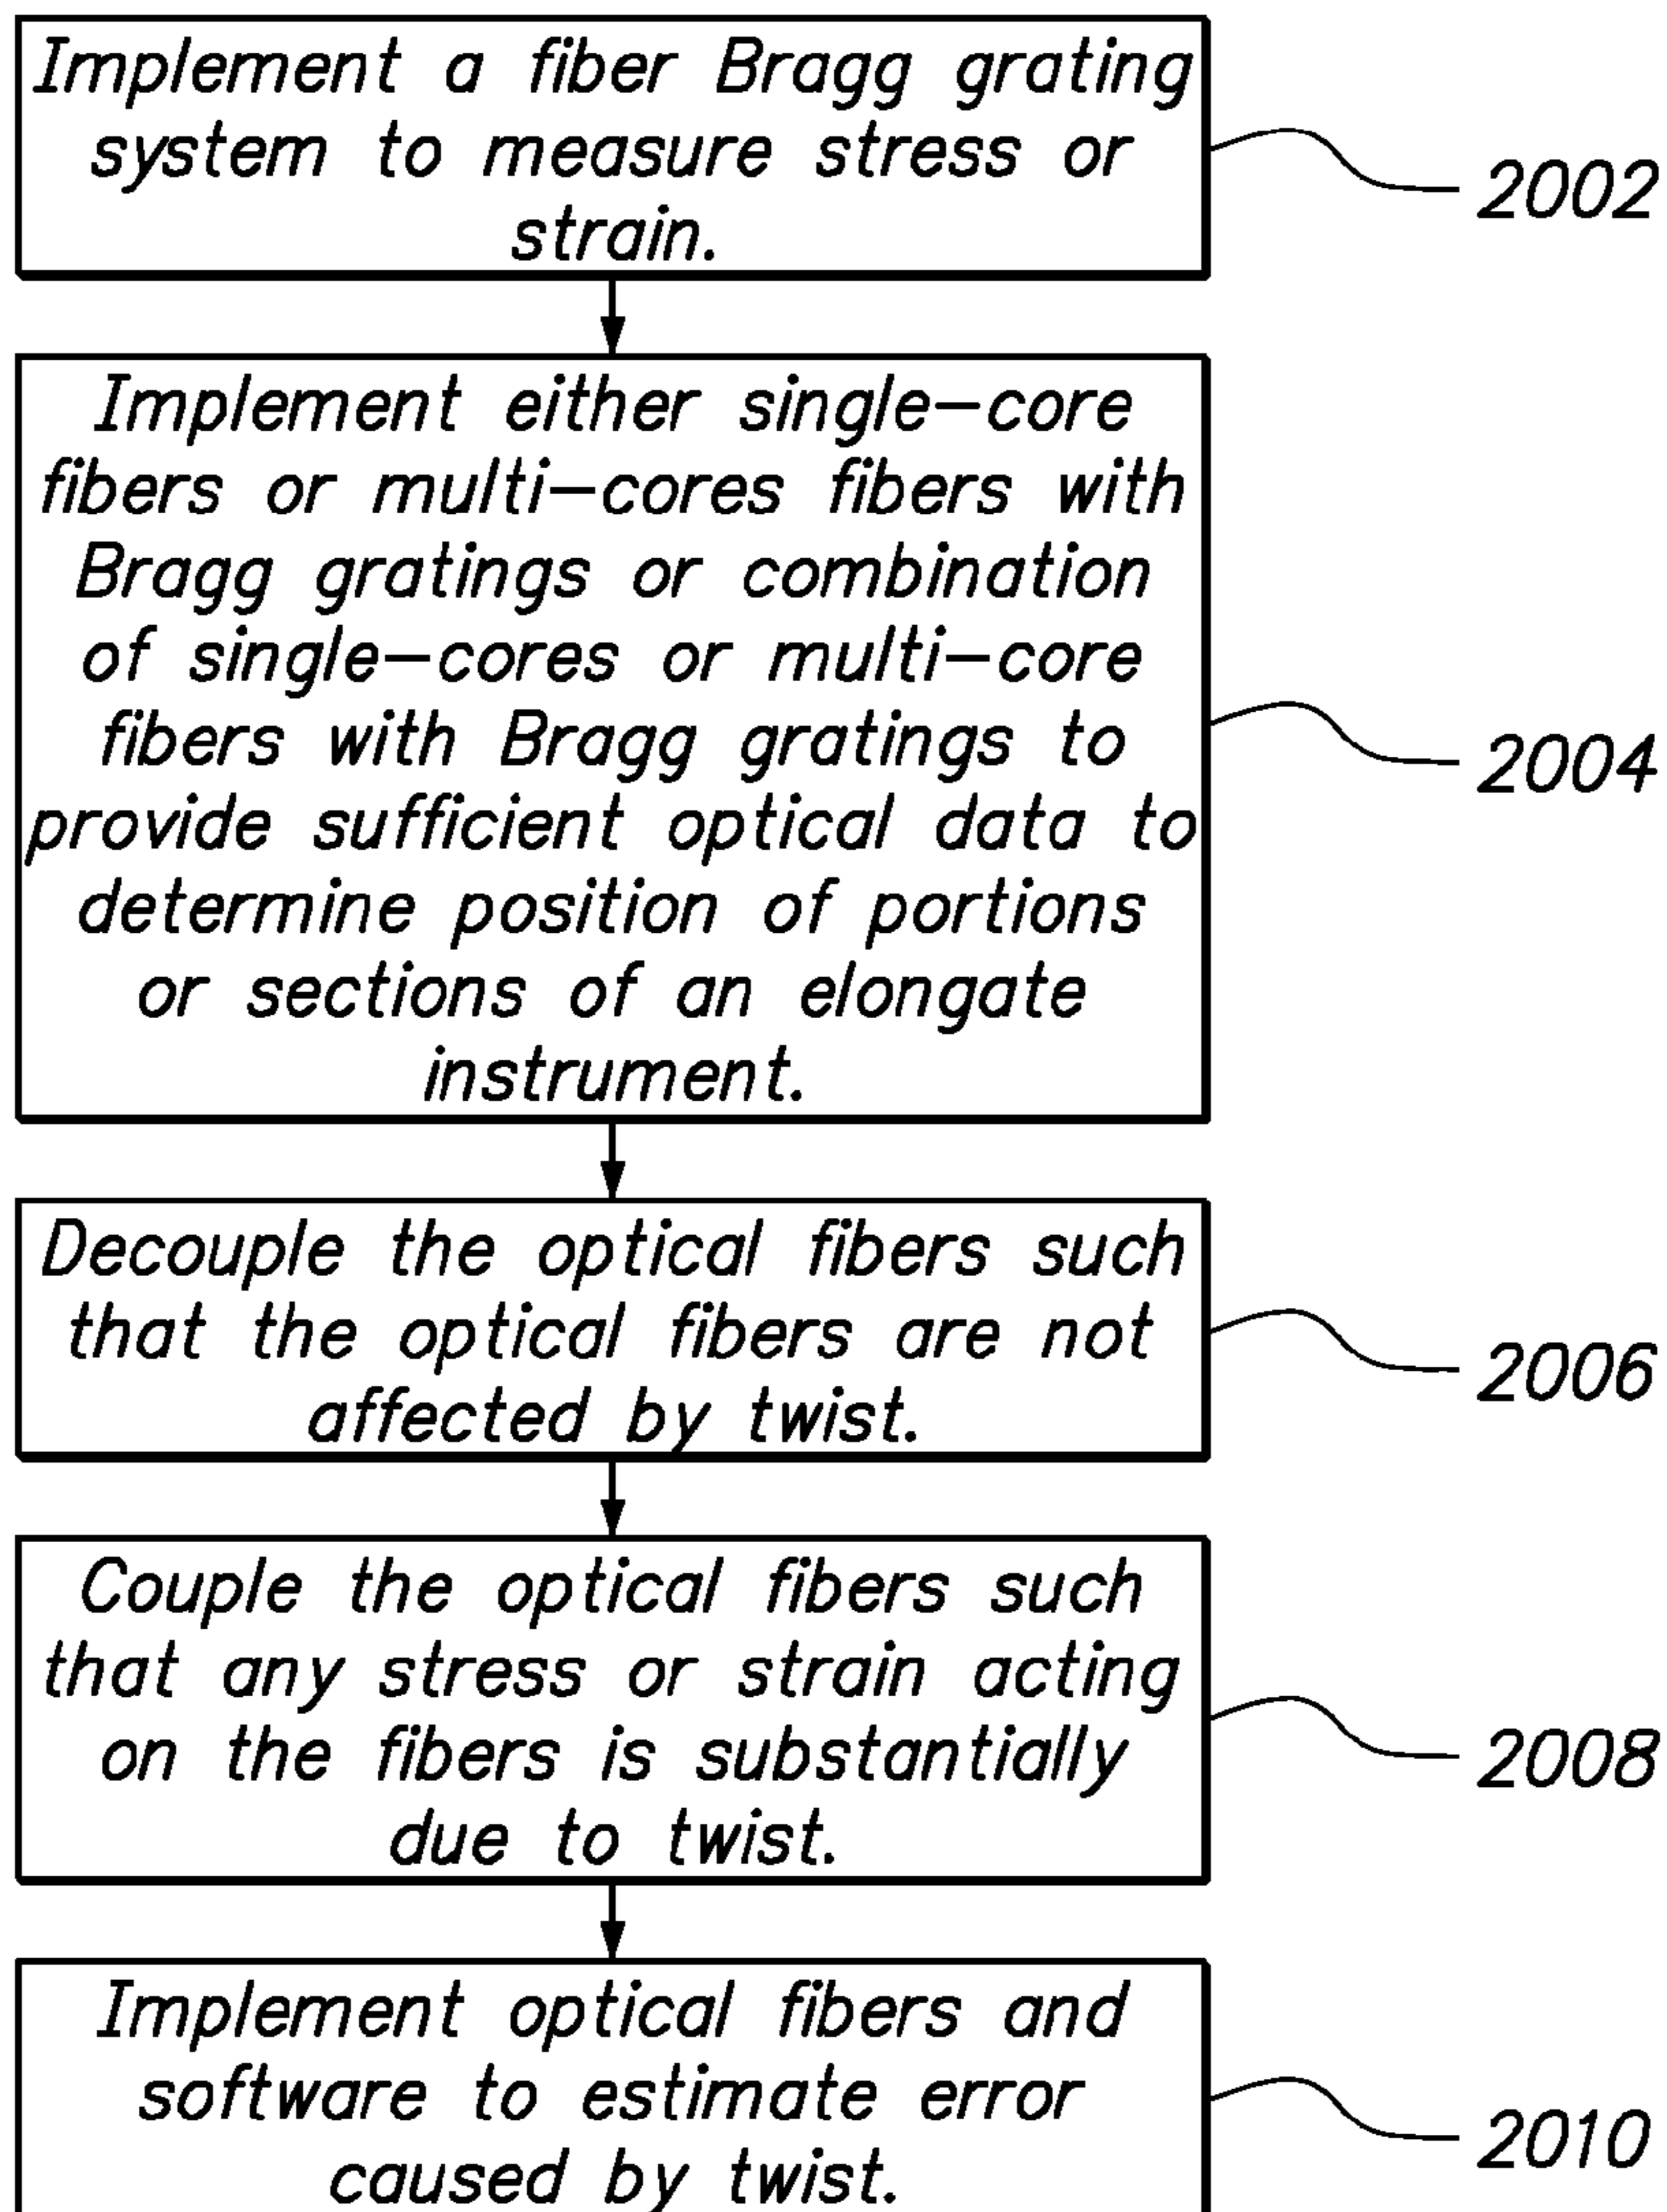 Implement a fiber Bragg grating
system to measure stress or
strain.
2002
Implement either single-core
fibers or multi-cores fibers with
Bragg gratings or combination
of single-cores or multi-core
fibers with Bragg gratings to
provide sufficient optical data to
determine position of portions
or sections of an elongate
instrument.
2004
Decouple the optical fibers such
that the optical fibers are not
affected by twist.
2006
Couple the optical fibers such
that any stress or strain acting
on the fibers is substantially
due to twist.
2008
Implement optical fibers and
software to estimate error
caused by twist.
2010